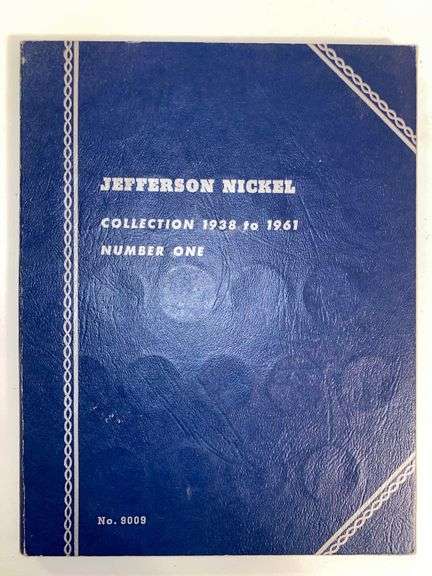 JEFFERSON NICKEL
COLLECTION 1938 to 1961
NUMBER ONE
No. 9009